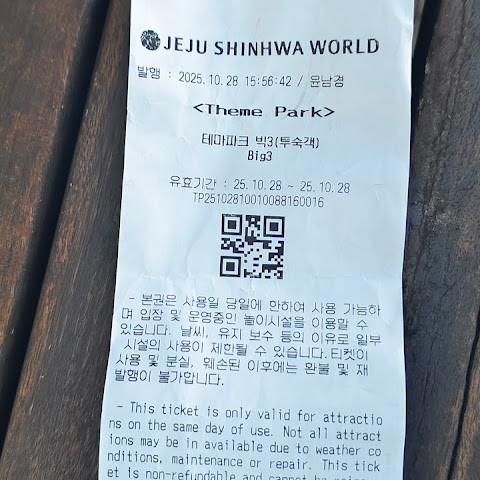 JEJU SHINHWA WORLD
발행 : 2025.10.28 15:56:42 / 윤남경
<Theme Park>
테마파크 빅3(투숙객)
Big3
유효기간 : 25.10.28 ~ 25.10.28
TP25102810010088160016
- 본권은 사용일 당일에 한하여 사용 가능하
며 입장 및 운영중인 놀이시설을 이용할 수
있습니다. 날씨, 유지 보수 등의 이유로 일부
시설의 사용이 제한될 수 있습니다.티켓이
사용 및 분실, 훼손된 이후에는 환불 및 재
발행이 불가합니다.
- This ticket is only valid for attractio
ns on the same day of use. Not all attract
ions may be in available due to weather co
nditions, maintenance or repair. This tick
et is non-refundable and cannot be